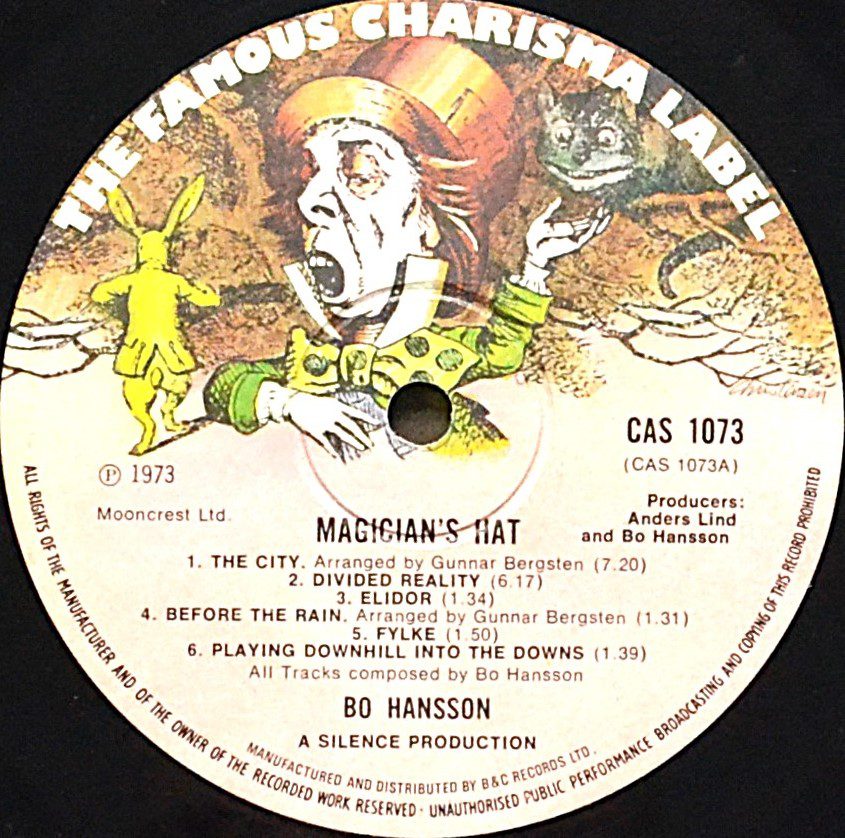 THE FAMOUS CHARISMA LABEL
CAS 1073
(CAS 1073A)
Ⓟ 1973
Mooncrest Ltd.
Producers:
Anders Lind
and Bo Hansson
MAGICIAN'S HAT
1. THE CITY. Arranged by Gunnar Bergsten (7.20)
2. DIVIDED REALITY (6.17)
3. ELIDOR (1.34)
4. BEFORE THE RAIN. Arranged by Gunnar Bergsten (1.31)
5. FYLKE (1.50)
6. PLAYING DOWNHILL INTO THE DOWNS (1.39)
All Tracks composed by Bo Hansson
BO HANSSON
A SILENCE PRODUCTION
MANUFACTURED AND DISTRIBUTED BY B&C RECORDS LTD.
ALL RIGHTS OF THE MANUFACTURER AND OF THE OWNER OF THE RECORDED WORK RESERVED · UNAUTHORISED PUBLIC PERFORMANCE BROADCASTING AND COPYING OF THIS RECORD PROHIBITED